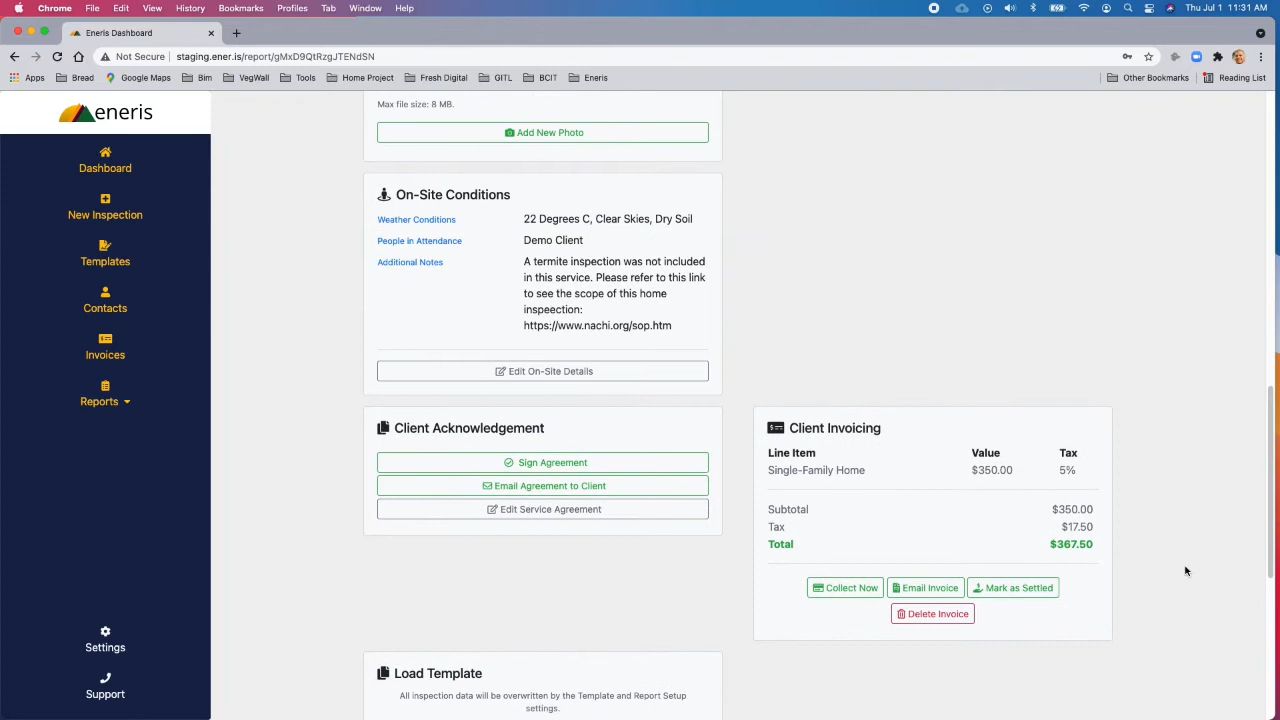 Chrome File Edit View History Bookmarks Profiles Tab Window Help Thu Jul 1 11:31 AM
Eneris Dashboard
Not Secure staging.ener.is/report/gMxD9QtRzgJTENdSN
Apps Bread Google Maps Bim VegWall Tools Home Project Fresh Digital GITL BCIT Eneris Other Bookmarks Reading List
eneris
Dashboard
New Inspection
Templates
Contacts
Invoices
Reports
Settings
Support
Max file size: 8 MB.
Add New Photo
On-Site Conditions
Weather Conditions 22 Degrees C, Clear Skies, Dry Soil
People in Attendance Demo Client
Additional Notes A termite inspection was not included
in this service. Please refer to this link
to see the scope of this home
inspeection:
https://www.nachi.org/sop.htm
Edit On-Site Details
Client Acknowledgement
Sign Agreement
Email Agreement to Client
Edit Service Agreement
Client Invoicing
Line Item Value Tax
Single-Family Home $350.00 5%
Subtotal $350.00
Tax $17.50
Total $367.50
Collect Now Email Invoice Mark as Settled
Delete Invoice
Load Template
All inspection data will be overwritten by the Template and Report Setup
settings.